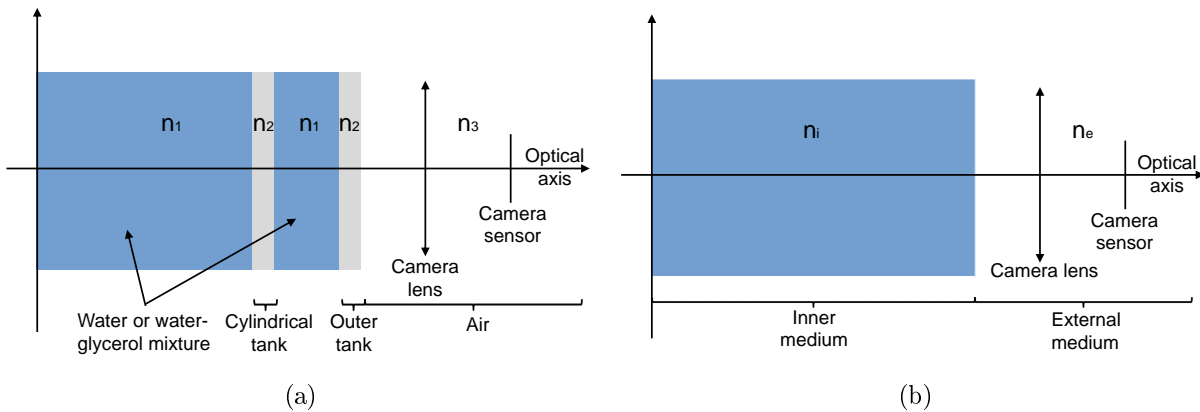 n1
n2
n1
n2
n3
Optical
axis
Camera
sensor
Camera
lens
Water or water-
glycerol mixture
Cylindrical
tank
Outer
tank
Air
(a)
ni
ne
Optical
axis
Camera
sensor
Camera lens
Inner
medium
External
medium
(b)